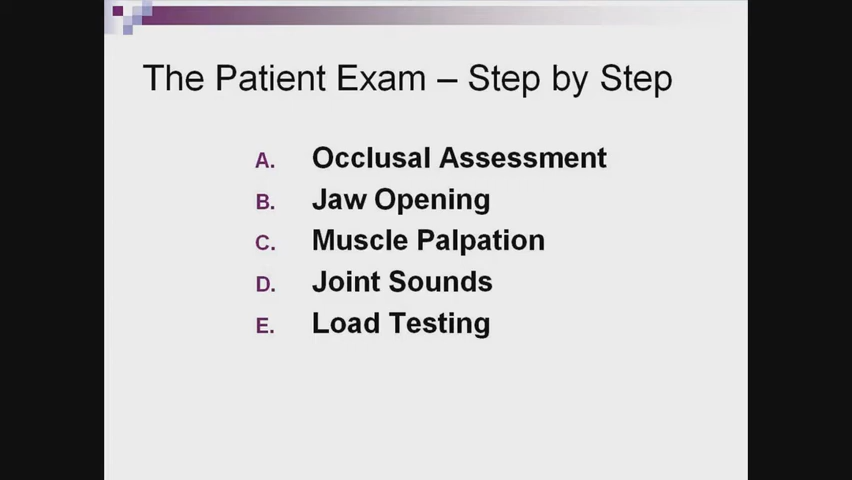 The Patient Exam – Step by Step
A. Occlusal Assessment
B. Jaw Opening
C. Muscle Palpation
D. Joint Sounds
E. Load Testing